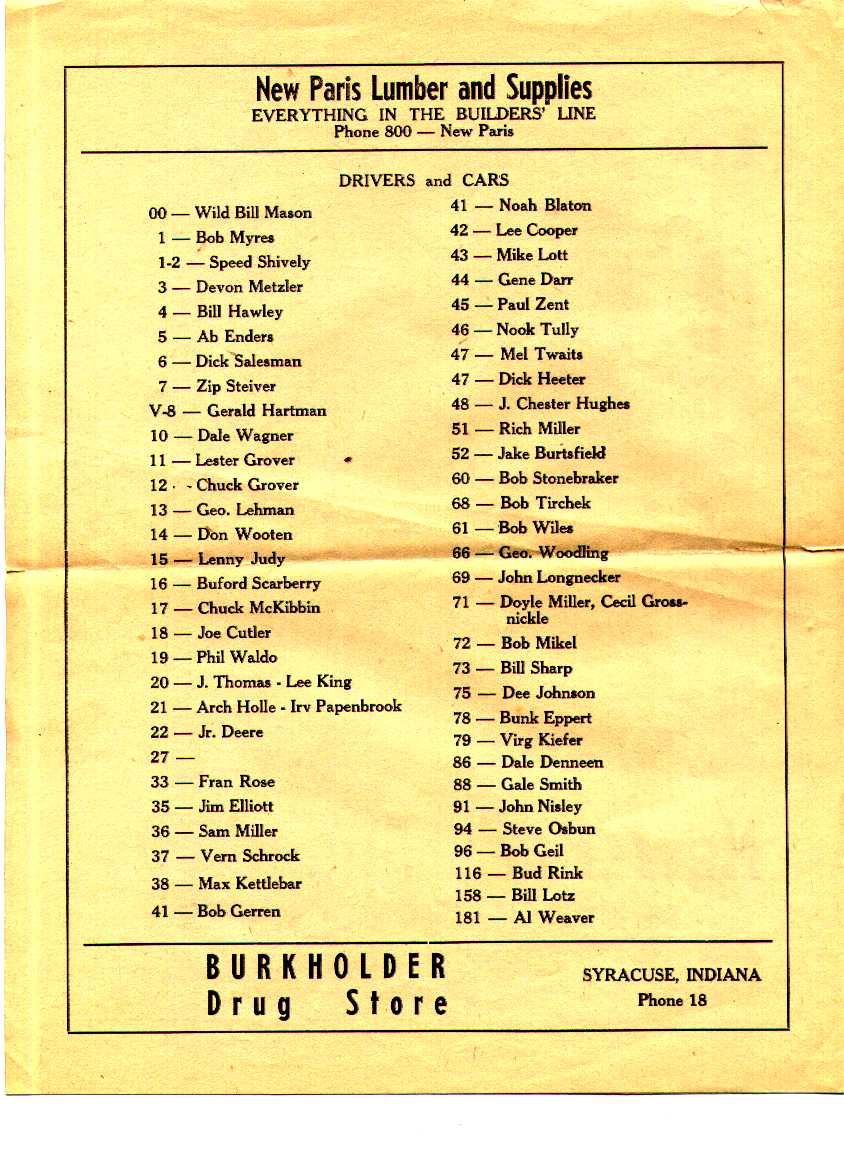 New Paris Lumber and Supplies
EVERYTHING IN THE BUILDERS' LINE
Phone 800 — New Paris
DRIVERS and CARS
00 — Wild Bill Mason
1 — Bob Myres
1-2 — Speed Shively
3 — Devon Metzler
4 — Bill Hawley
5 — Ab Enders
6 — Dick Salesman
7 — Zip Steiver
V-8 — Gerald Hartman
10 — Dale Wagner
11 — Lester Grover
12 - - Chuck Grover
13 — Geo. Lehman
14 — Don Wooten
15 — Lenny Judy
16 — Buford Scarberry
17 — Chuck McKibbin
18 — Joe Cutler
19 — Phil Waldo
20 — J. Thomas - Lee King
21 — Arch Holle - Irv Papenbrook
22 — Jr. Deere
27 —
33 — Fran Rose
35 — Jim Elliott
36 — Sam Miller
37 — Vern Schrock
38 — Max Kettlebar
41 — Bob Gerren
41 — Noah Blaton
42 — Lee Cooper
43 — Mike Lott
44 — Gene Darr
45 — Paul Zent
46 — Nook Tully
47 — Mel Twaits
47 — Dick Heeter
48 — J. Chester Hughes
51 — Rich Miller
52 — Jake Burtsfield
60 — Bob Stonebraker
68 — Bob Tirchek
61 — Bob Wiles
66 — Geo. Woodling
69 — John Longnecker
71 — Doyle Miller, Cecil Gross-
nickle
72 — Bob Mikel
73 — Bill Sharp
75 — Dee Johnson
78 — Bunk Eppert
79 — Virg Kiefer
86 — Dale Denneen
88 — Gale Smith
91 — John Nisley
94 — Steve Osbun
96 — Bob Geil
116 — Bud Rink
158 — Bill Lotz
181 — Al Weaver
BURKHOLDER
Drug Store
SYRACUSE, INDIANA
Phone 18